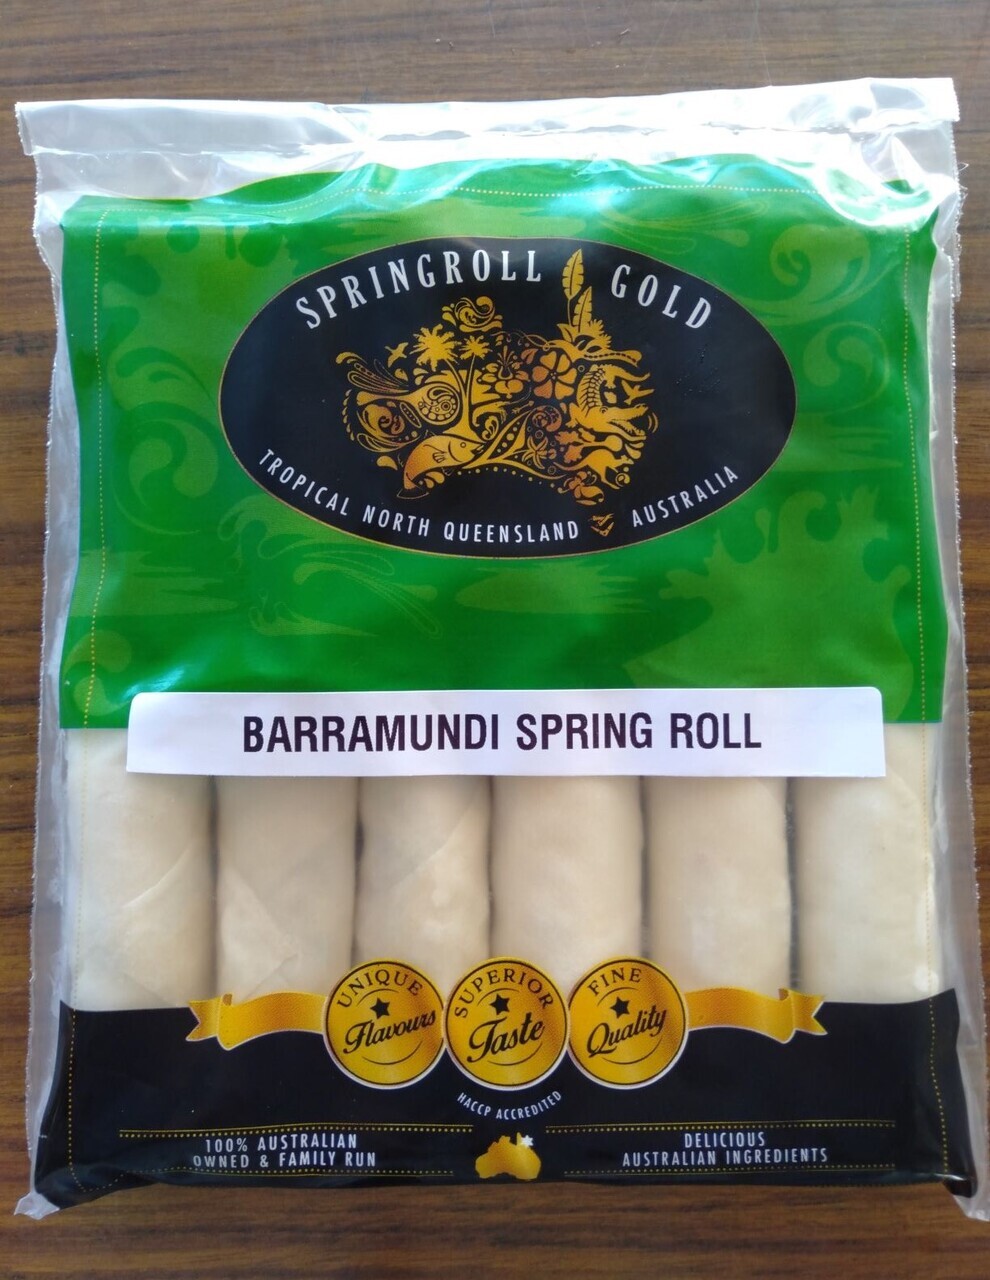 SPRINGROLL GOLD
TROPICAL NORTH QUEENSLAND AUSTRALIA
BARRAMUNDI SPRING ROLL
UNIQUE
Flavours
SUPERIOR
Taste
FINE
Quality
HACCP ACCREDITED
100% AUSTRALIAN
OWNED & FAMILY RUN
DELICIOUS
AUSTRALIAN INGREDIENTS